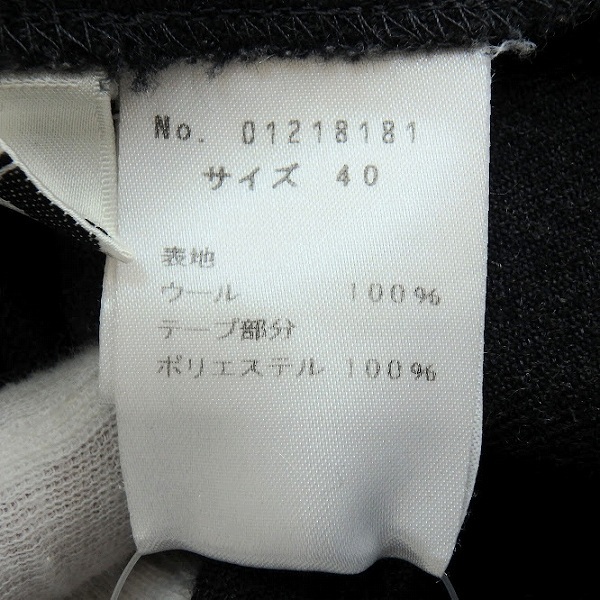 No. 01218181
サイズ 40
表地
ウール 100%
テープ部分
ポリエステル 100%